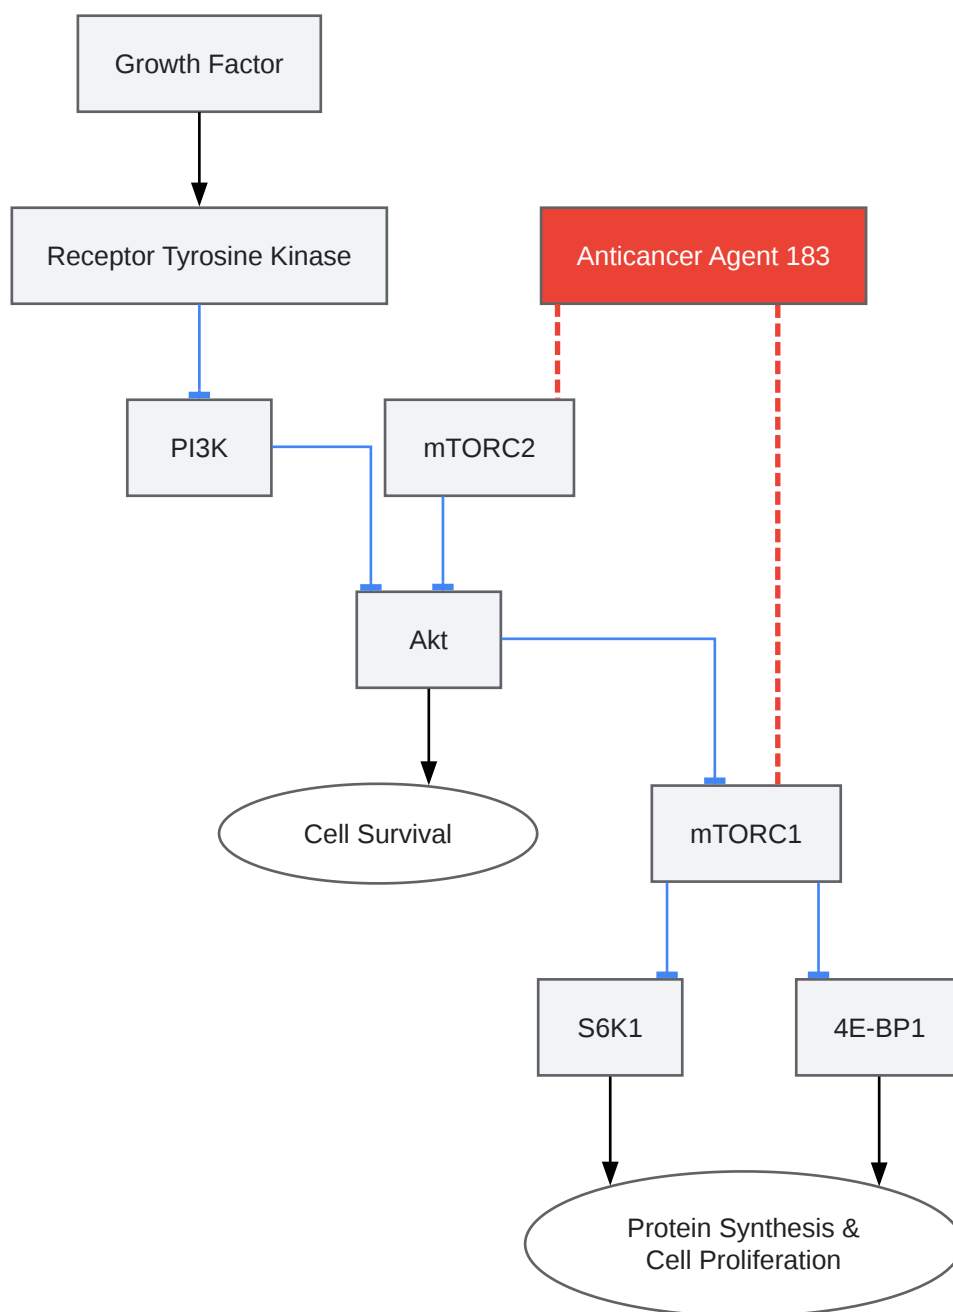 Growth Factor
Receptor Tyrosine Kinase
Anticancer Agent 183
PI3K
mTORC2
Akt
Cell Survival
mTORC1
S6K1
4E-BP1
Protein Synthesis &
Cell Proliferation